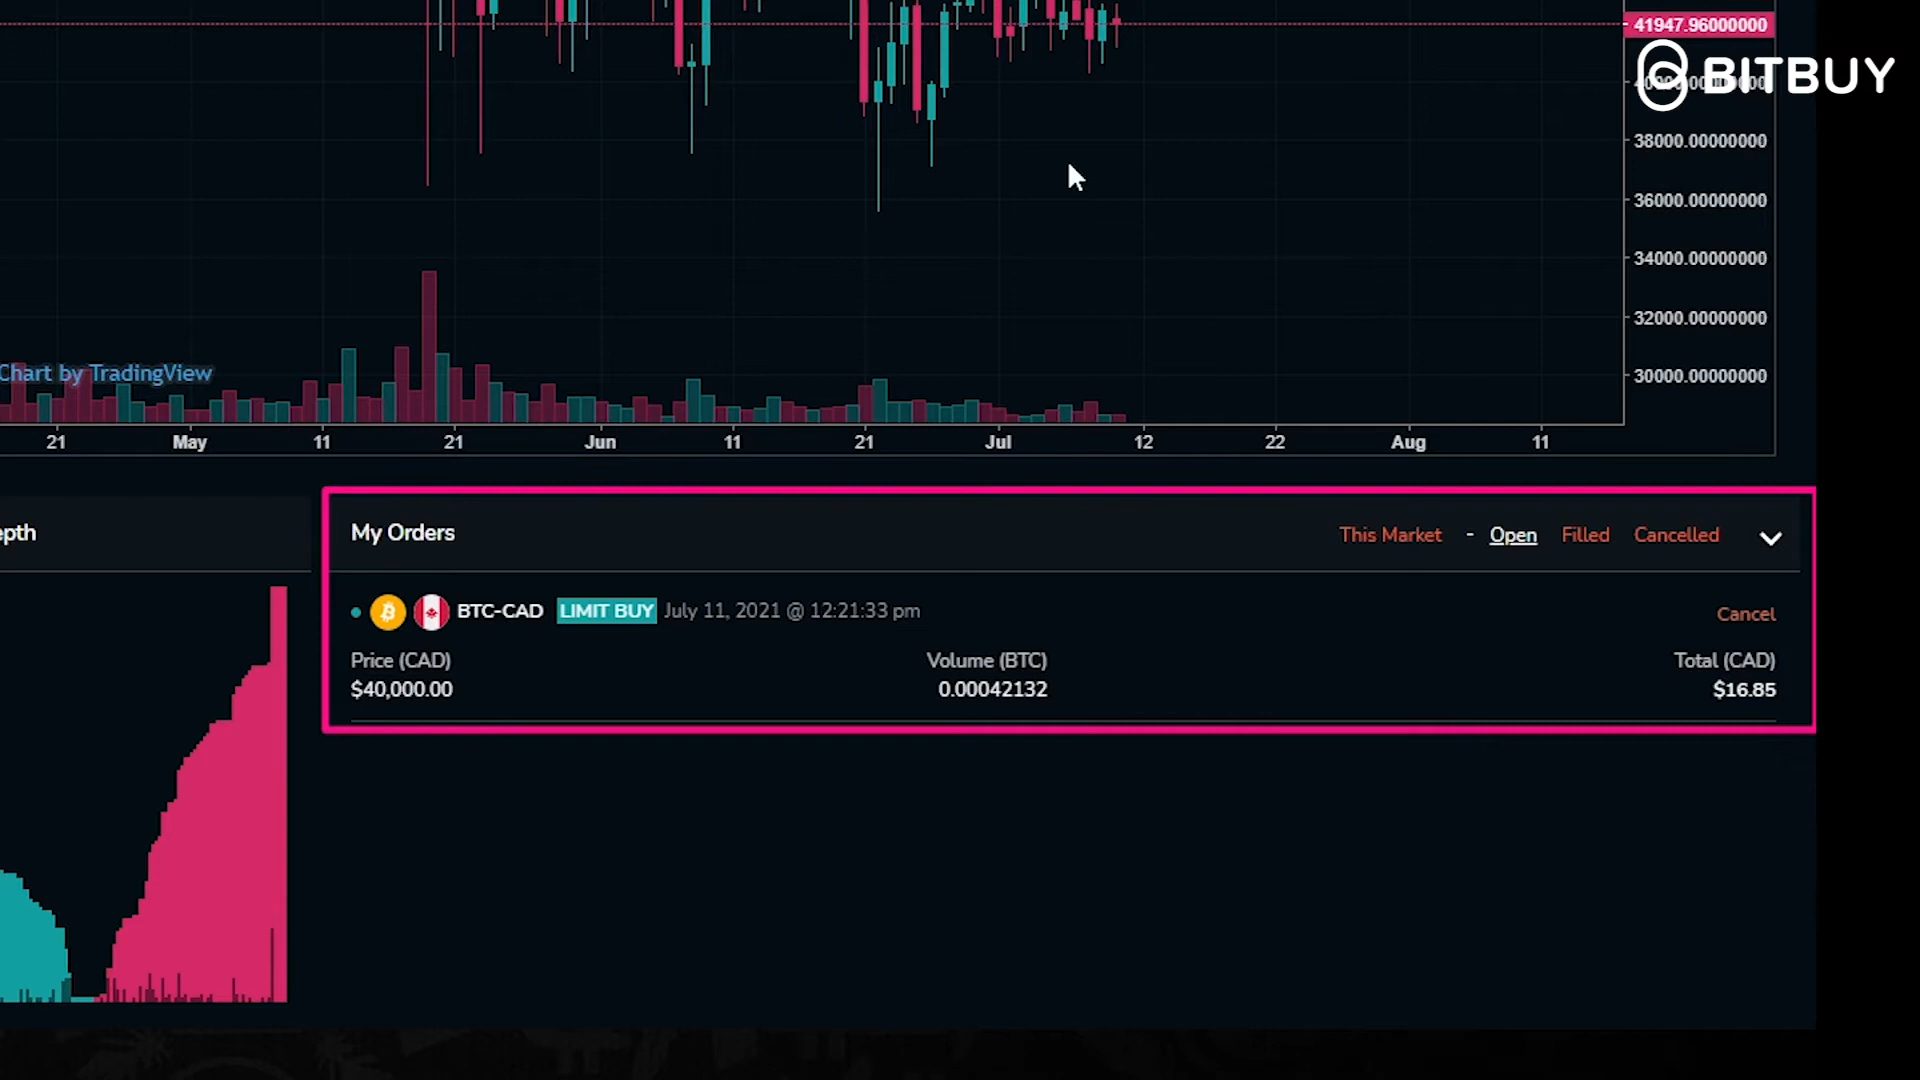 41947.96000000
BITBUY
38000.00000000
36000.00000000
34000.00000000
32000.00000000
30000.00000000
Chart by TradingView
21 May 11 21 Jun 11 21 Jul 12 22 Aug 11
epth
My Orders
This Market - Open Filled Cancelled
BTC-CAD LIMIT BUY July 11, 2021 @ 12:21:33 pm
Cancel
Price (CAD) Volume (BTC) Total (CAD)
$40,000.00 0.00042132 $16.85